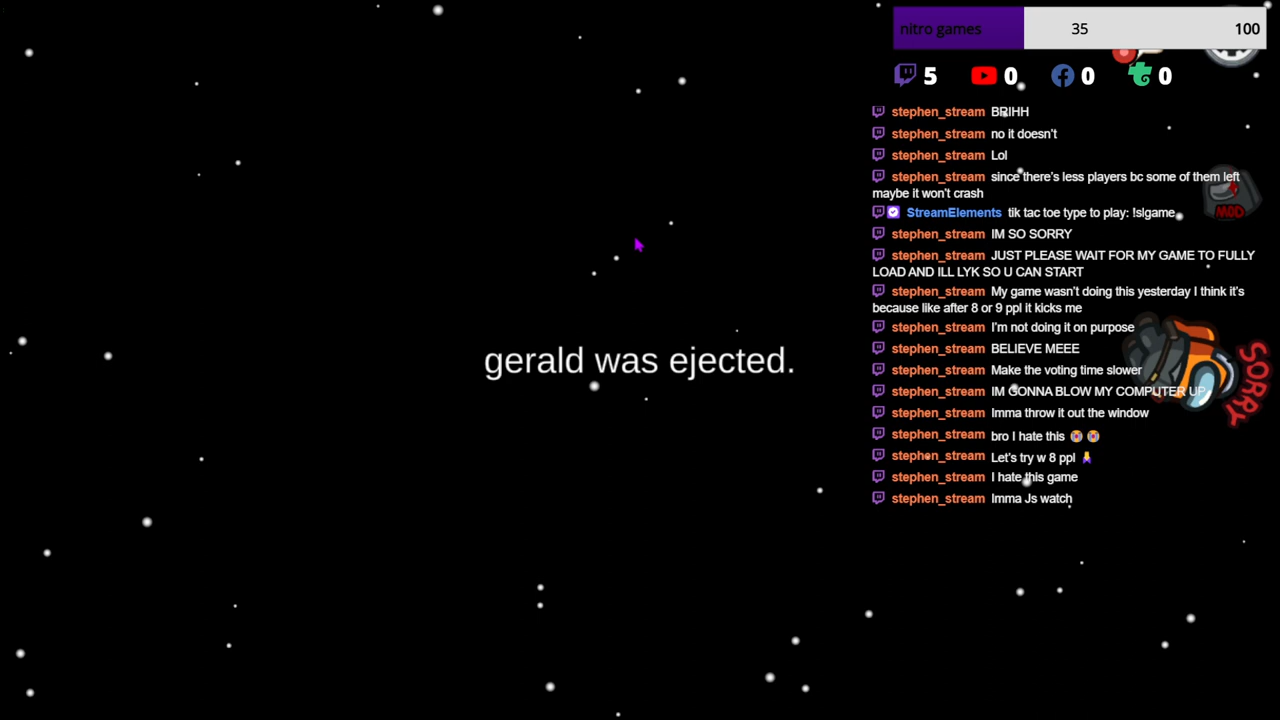 nitro games 35 100
5 0 0 0
stephen_stream BRIHH
stephen_stream no it doesn't
stephen_stream Lol
stephen_stream since there's less players bc some of them left
maybe it won't crash
StreamElements tik tac toe type to play: !slgame
MOD
stephen_stream IM SO SORRY
stephen_stream JUST PLEASE WAIT FOR MY GAME TO FULLY
LOAD AND ILL LYK SO U CAN START
stephen_stream My game wasn't doing this yesterday I think it's
because like after 8 or 9 ppl it kicks me
stephen_stream I'm not doing it on purpose
stephen_stream BELIEVE MEEE
gerald was ejected.
stephen_stream Make the voting time slower
SORRY
stephen_stream IM GONNA BLOW MY COMPUTER UP
stephen_stream Imma throw it out the window
stephen_stream bro I hate this 😭 😭
stephen_stream Let's try w 8 ppl
stephen_stream I hate this game
stephen_stream Imma Js watch